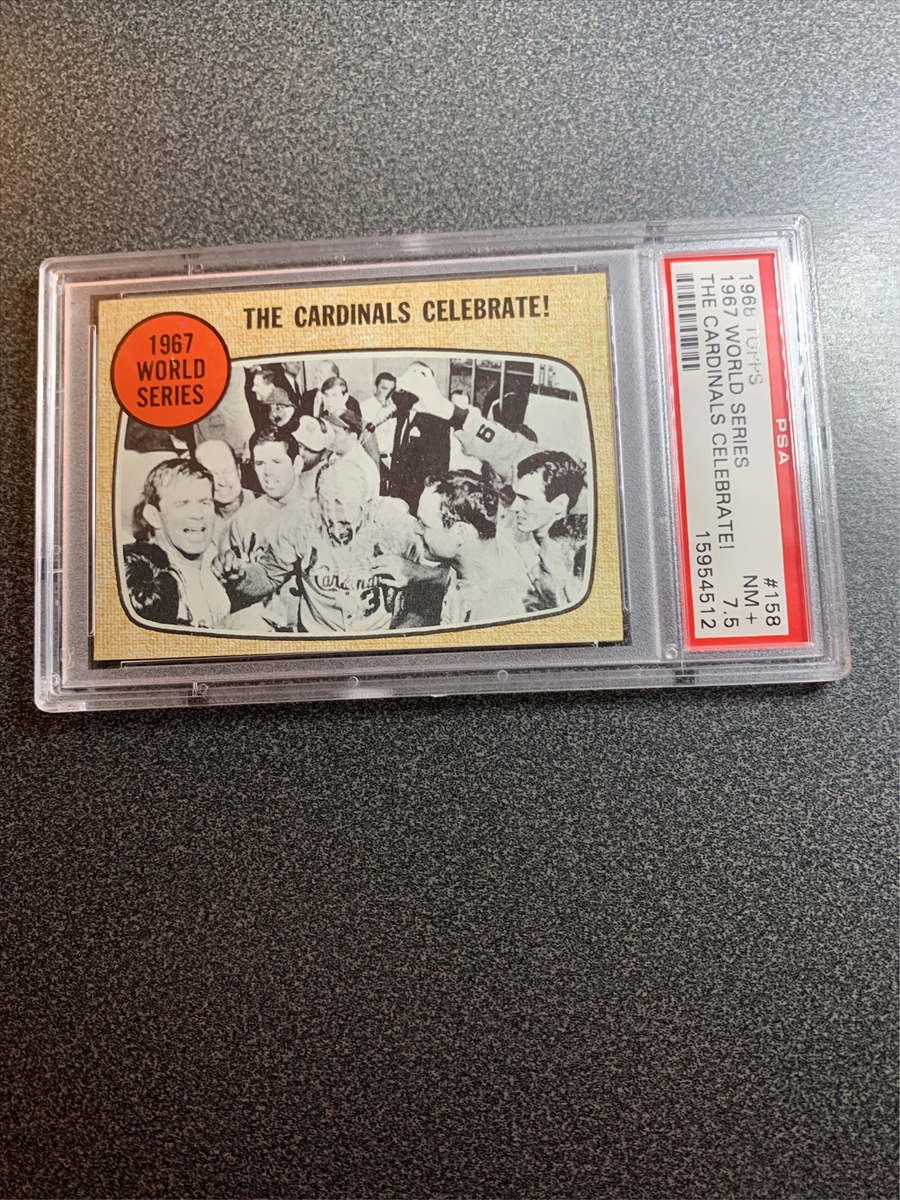 THE CARDINALS CELEBRATE!
1967
WORLD
SERIES
Cardinals
6
PSA
1968 TOPPS
1967 WORLD SERIES
THE CARDINALS CELEBRATE!
#158
NM+
7.5
15954512